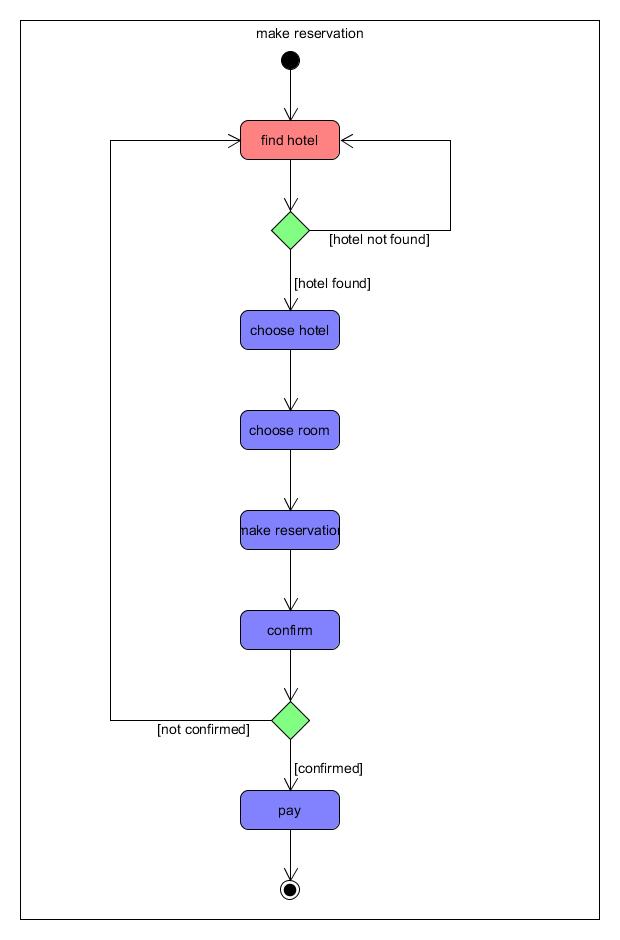 make reservation
find hotel
[hotel not found]
[hotel found]
choose hotel
choose room
make reservation
confirm
[not confirmed]
[confirmed]
pay